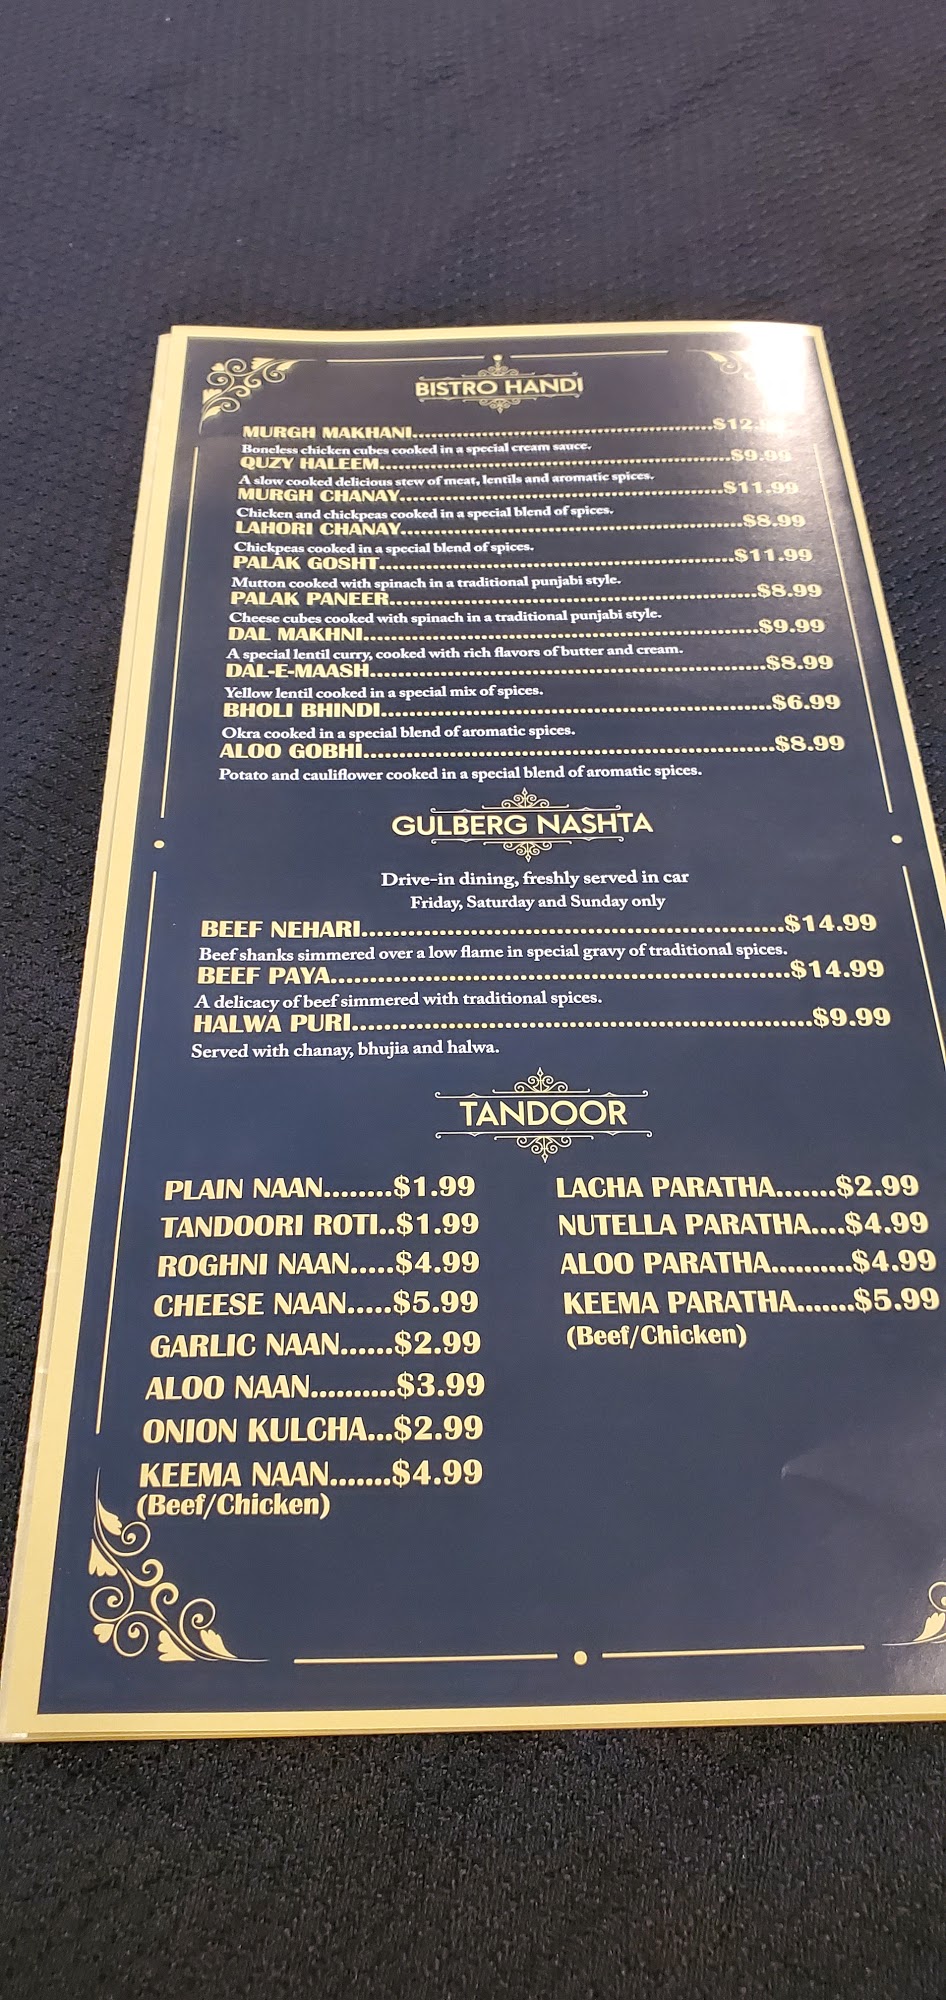 BISTRO HANDI
MURGH MAKHANI..........$12.
Boneless chicken cubes cooked in a special cream sauce.
QUZY HALEEM..........$9.99
A slow cooked delicious stew of meat, lentils and aromatic spices.
MURGH CHANAY..........$11.99
Chicken and chickpeas cooked in a special blend of spices.
LAHORI CHANAY..........$8.99
Chickpeas cooked in a special blend of spices.
PALAK GOSHT..........$11.99
Mutton cooked with spinach in a traditional punjabi style.
PALAK PANEER..........$8.99
Cheese cubes cooked with spinach in a traditional punjabi style.
DAL MAKHNI..........$9.99
A special lentil curry, cooked with rich flavors of butter and cream.
DAL-E-MAASH..........$8.99
Yellow lentil cooked in a special mix of spices.
BHOLI BHINDI..........$6.99
Okra cooked in a special blend of aromatic spices.
ALOO GOBHI..........$8.99
Potato and cauliflower cooked in a special blend of aromatic spices.
GULBERG NASHTA
Drive-in dining, freshly served in car
Friday, Saturday and Sunday only
BEEF NEHARI..........$14.99
Beef shanks simmered over a low flame in special gravy of traditional spices.
BEEF PAYA..........$14.99
A delicacy of beef simmered with traditional spices.
HALWA PURI..........$9.99
Served with chanay, bhujia and halwa.
TANDOOR
PLAIN NAAN........$1.99
TANDOORI ROTI..$1.99
ROGHNI NAAN.....$4.99
CHEESE NAAN.....$5.99
GARLIC NAAN......$2.99
ALOO NAAN..........$3.99
ONION KULCHA...$2.99
KEEMA NAAN.......$4.99
(Beef/Chicken)
LACHA PARATHA.......$2.99
NUTELLA PARATHA....$4.99
ALOO PARATHA..........$4.99
KEEMA PARATHA.......$5.99
(Beef/Chicken)